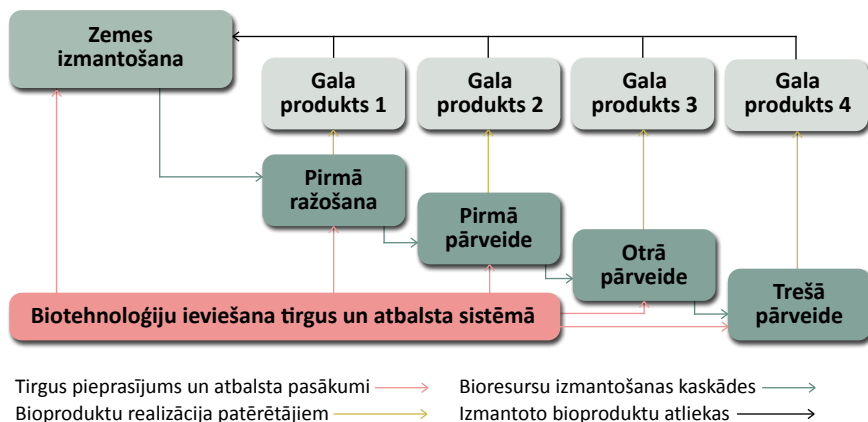 Zemes
izmantošana
Gala
produkts 1
Gala
produkts 2
Gala
produkts 3
Gala
produkts 4
Pirmā
ražošana
Pirmā
pārveide
Otrā
pārveide
Trešā
pārveide
Biotehnoloģiju ieviešana tirgus un atbalsta sistēmā
Tirgus pieprasījums un atbalsta pasākumi
Bioresursu izmantošanas kaskādes
Bioproduktu realizācija patērētājiem
Izmantoto bioproduktu atliekas